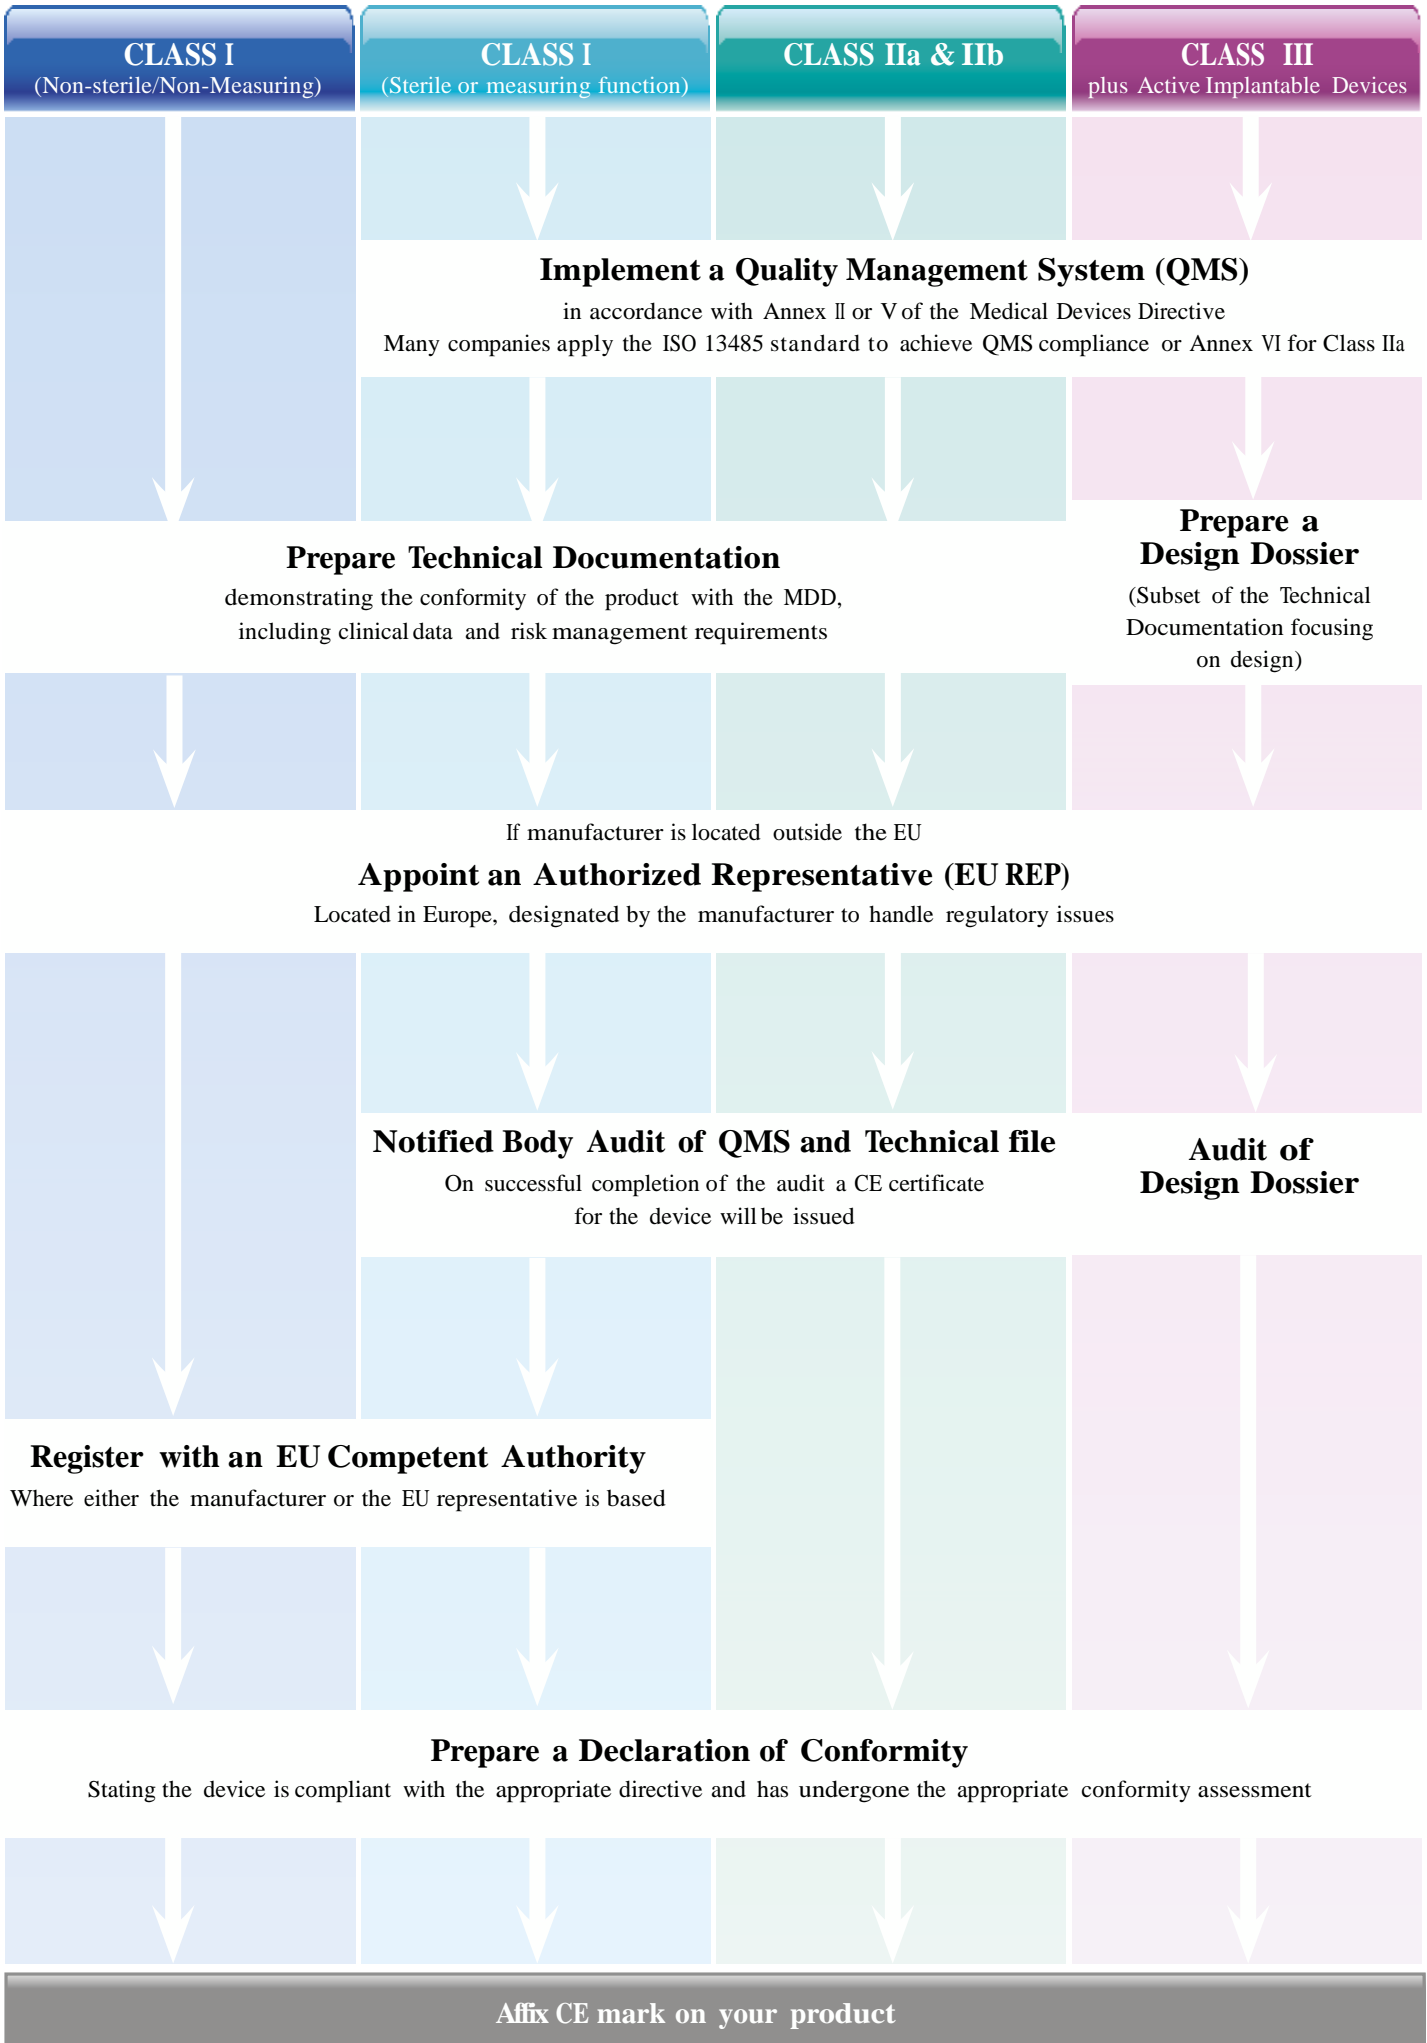 CLASS I
(Non-sterile/Non-Measuring)
CLASS I
(Sterile or measuring function)
CLASS IIa & IIb
CLASS III
plus Active Implantable Devices
Implement a Quality Management System (QMS)
in accordance with Annex II or V of the Medical Devices Directive
Many companies apply the ISO 13485 standard to achieve QMS compliance or Annex VI for Class IIa
Prepare Technical Documentation
demonstrating the conformity of the product with the MDD,
including clinical data and risk management requirements
Prepare a
Design Dossier
(Subset of the Technical
Documentation focusing
on design)
If manufacturer is located outside the EU
Appoint an Authorized Representative (EU REP)
Located in Europe, designated by the manufacturer to handle regulatory issues
Notified Body Audit of QMS and Technical file
On successful completion of the audit a CE certificate
for the device will be issued
Audit of
Design Dossier
Register with an EU Competent Authority
Where either the manufacturer or the EU representative is based
Prepare a Declaration of Conformity
Stating the device is compliant with the appropriate directive and has undergone the appropriate conformity assessment
Affix CE mark on your product